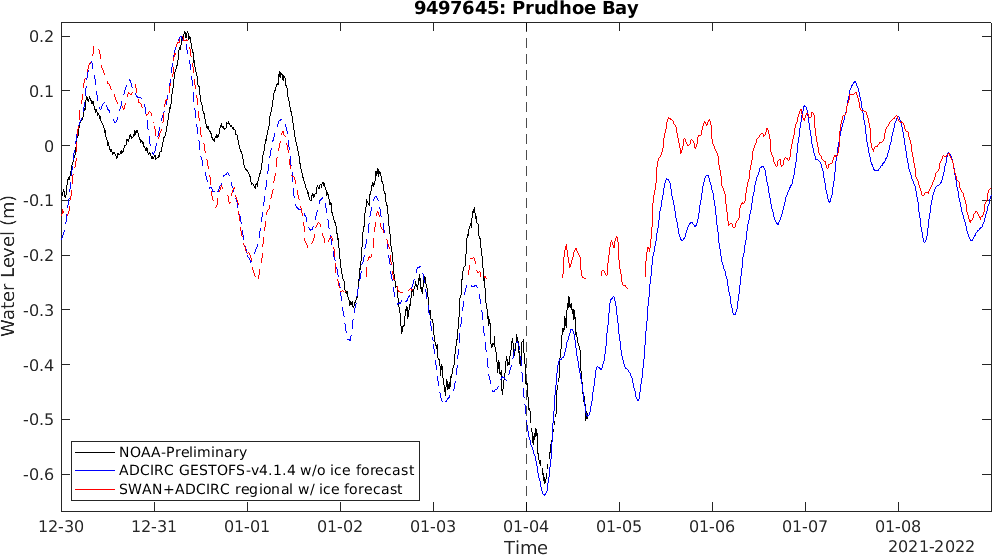 9497645: Prudhoe Bay
0.2
0.1
0
-0.1
-0.2
-0.3
-0.4
-0.5
-0.6
Water Level (m)
NOAA-Preliminary
ADCIRC GESTOFS-v4.1.4 w/o ice forecast
SWAN+ADCIRC regional w/ ice forecast
12-30 12-31 01-01 01-02 01-03 01-04 01-05 01-06 01-07 01-08
Time
2021-2022